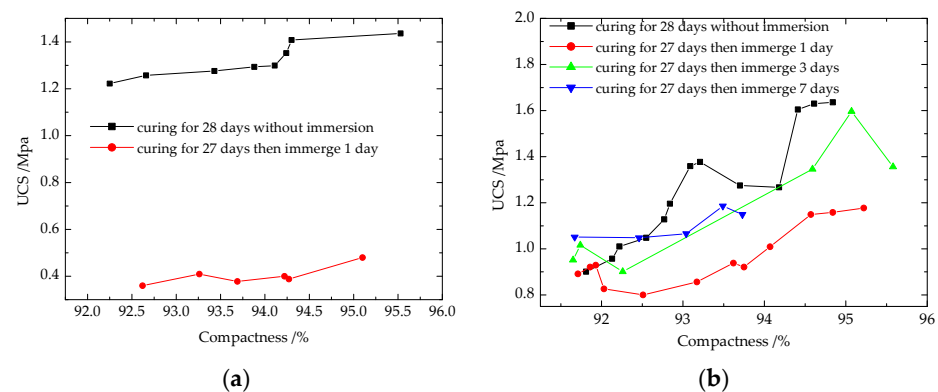 (a)
UCS /Mpa
1.4
1.2
1.0
0.8
0.6
0.4
curing for 28 days without immersion
curing for 27 days then immerge 1 day
92.0 92.5 93.0 93.5 94.0 94.5 95.0 95.5 96.0
Compactness /%
(a)
(b)
UCS /Mpa
2.0
1.8
1.6
1.4
1.2
1.0
0.8
curing for 28 days without immersion
curing for 27 days then immerge 1 day
curing for 27 days then immerge 3 days
curing for 27 days then immerge 7 days
92 93 94 95 96
Compactness /%
(b)